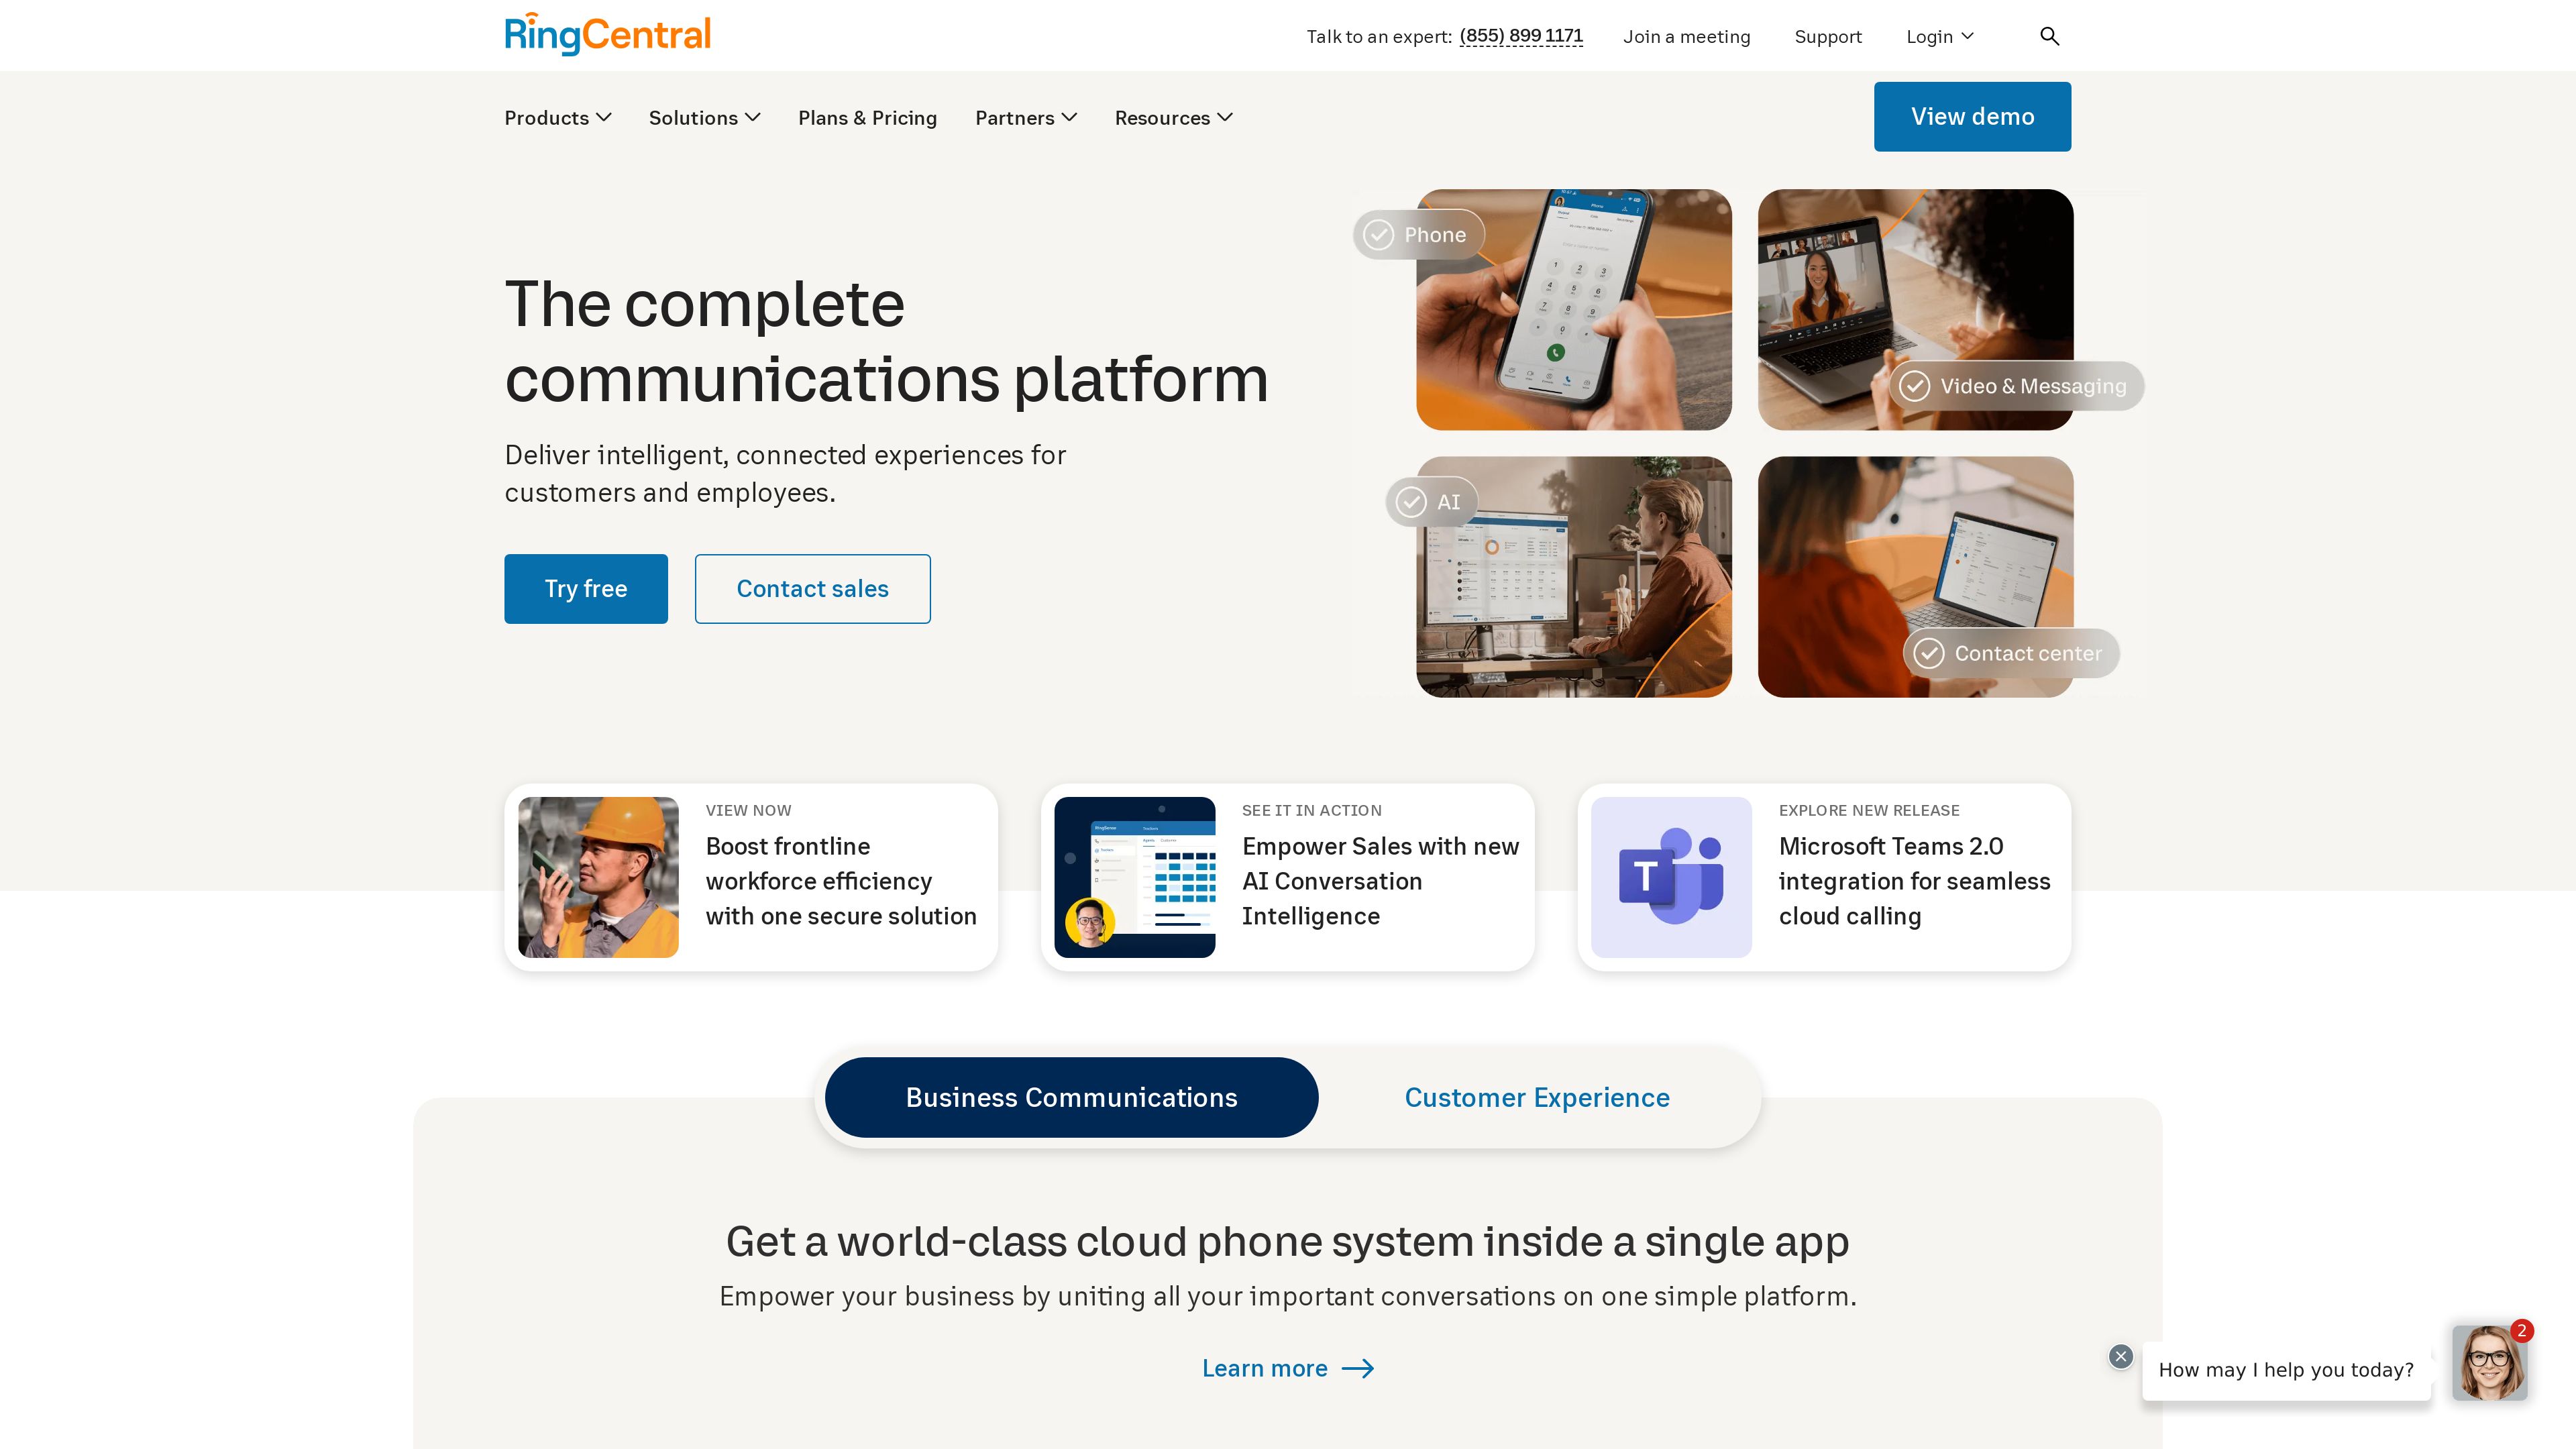 RingCentral
Talk to an expert: (855) 899 1171
Join a meeting
Support
Login
Products
Solutions
Plans & Pricing
Partners
Resources
View demo
The complete
communications platform
Deliver intelligent, connected experiences for
customers and employees.
Try free
Contact sales
Phone
Video & Messaging
AI
Contact center
VIEW NOW
Boost frontline
workforce efficiency
with one secure solution
SEE IT IN ACTION
Empower Sales with new
AI Conversation
Intelligence
EXPLORE NEW RELEASE
Microsoft Teams 2.0
integration for seamless
cloud calling
T
Business Communications
Customer Experience
Get a world-class cloud phone system inside a single app
Empower your business by uniting all your important conversations on one simple platform.
Learn more
How may I help you today?
2